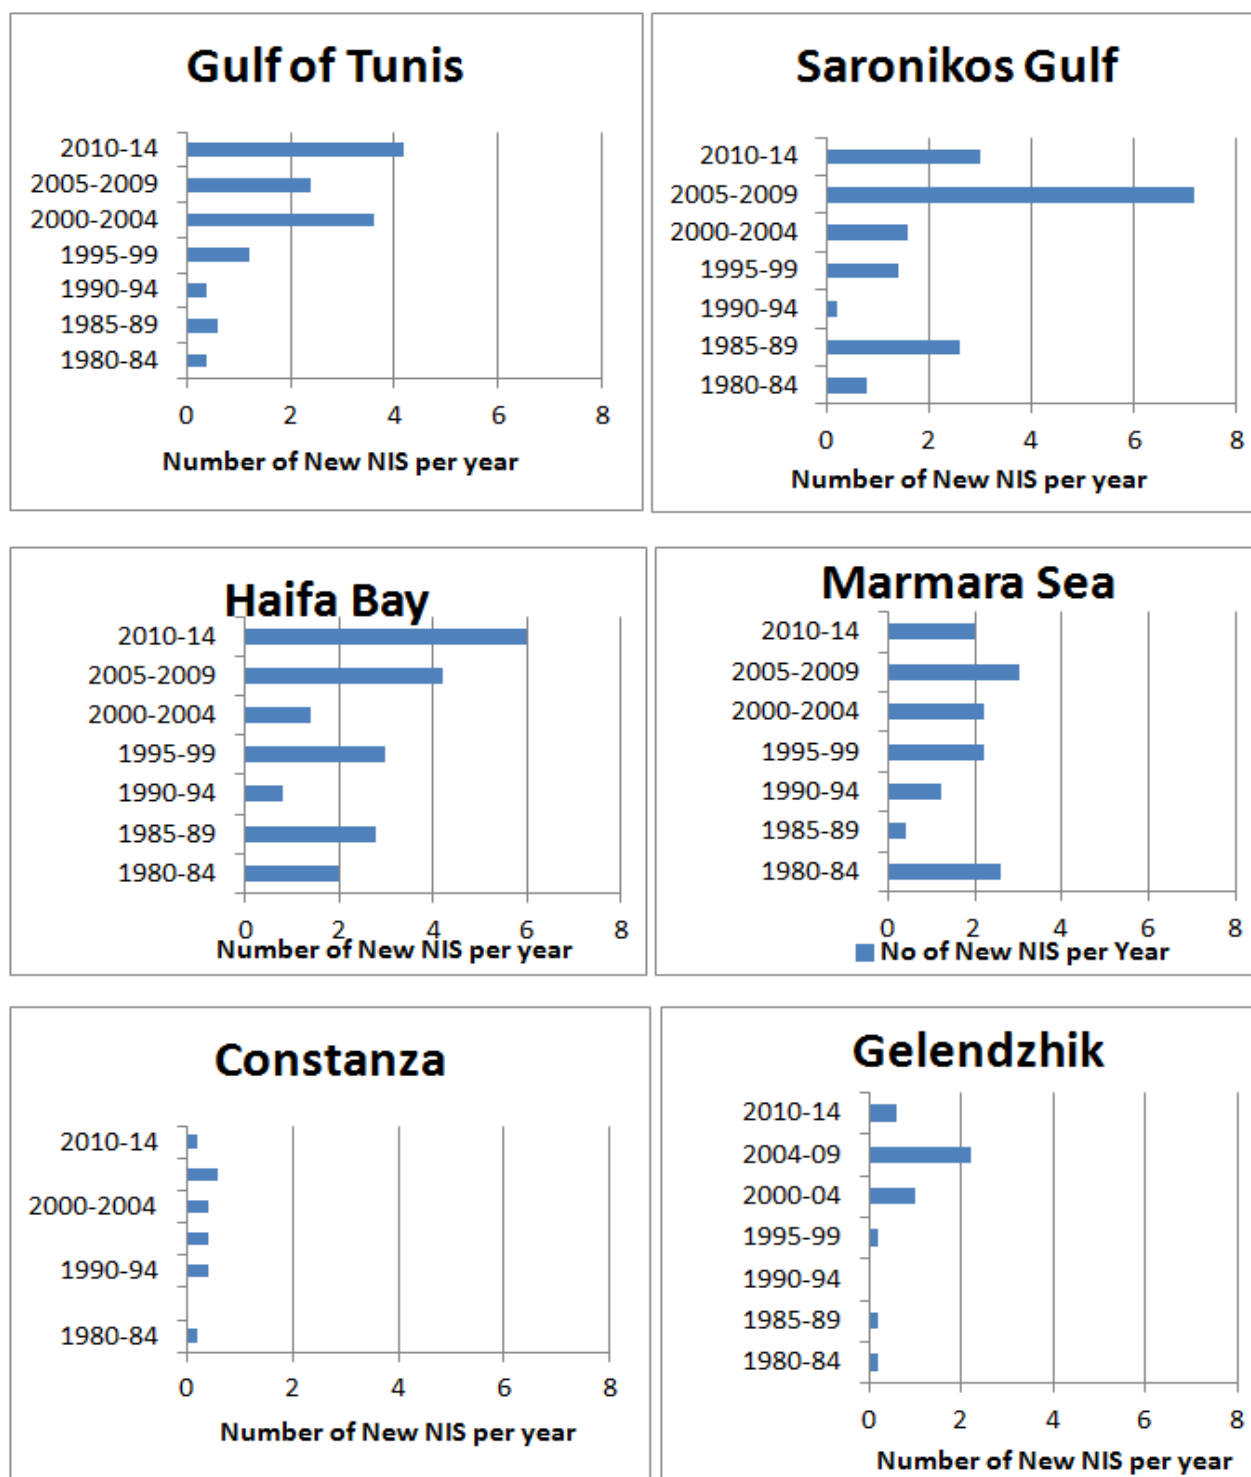 Gulf of Tunis
2010-14
2005-2009
2000-2004
1995-99
1990-94
1985-89
1980-84
0 2 4 6 8
Number of New NIS per year
Saronikos Gulf
2010-14
2005-2009
2000-2004
1995-99
1990-94
1985-89
1980-84
0 2 4 6 8
Number of New NIS per year
Haifa Bay
2010-14
2005-2009
2000-2004
1995-99
1990-94
1985-89
1980-84
0 2 4 6 8
Number of New NIS per year
Marmara Sea
2010-14
2005-2009
2000-2004
1995-99
1990-94
1985-89
1980-84
0 2 4 6 8
No of New NIS per Year
Constanza
2010-14
2000-2004
1990-94
1980-84
0 2 4 6 8
Number of New NIS per year
Gelendzhik
2010-14
2004-09
2000-04
1995-99
1990-94
1985-89
1980-84
0 2 4 6 8
Number of New NIS per year